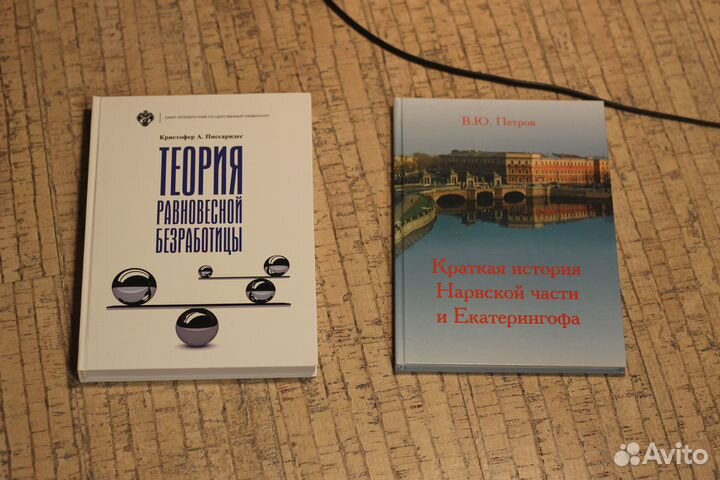 САНКТ-ПЕТЕРБУРГСКИЙ ГОСУДАРСТВЕННЫЙ УНИВЕРСИТЕТ
Кристофер А. Писсаридес
ТЕОРИЯ
РАВНОВЕСНОЙ
БЕЗРАБОТИЦЫ
В.Ю. Петров
Краткая история
Нарвской части
и Екатерингофа
Avito